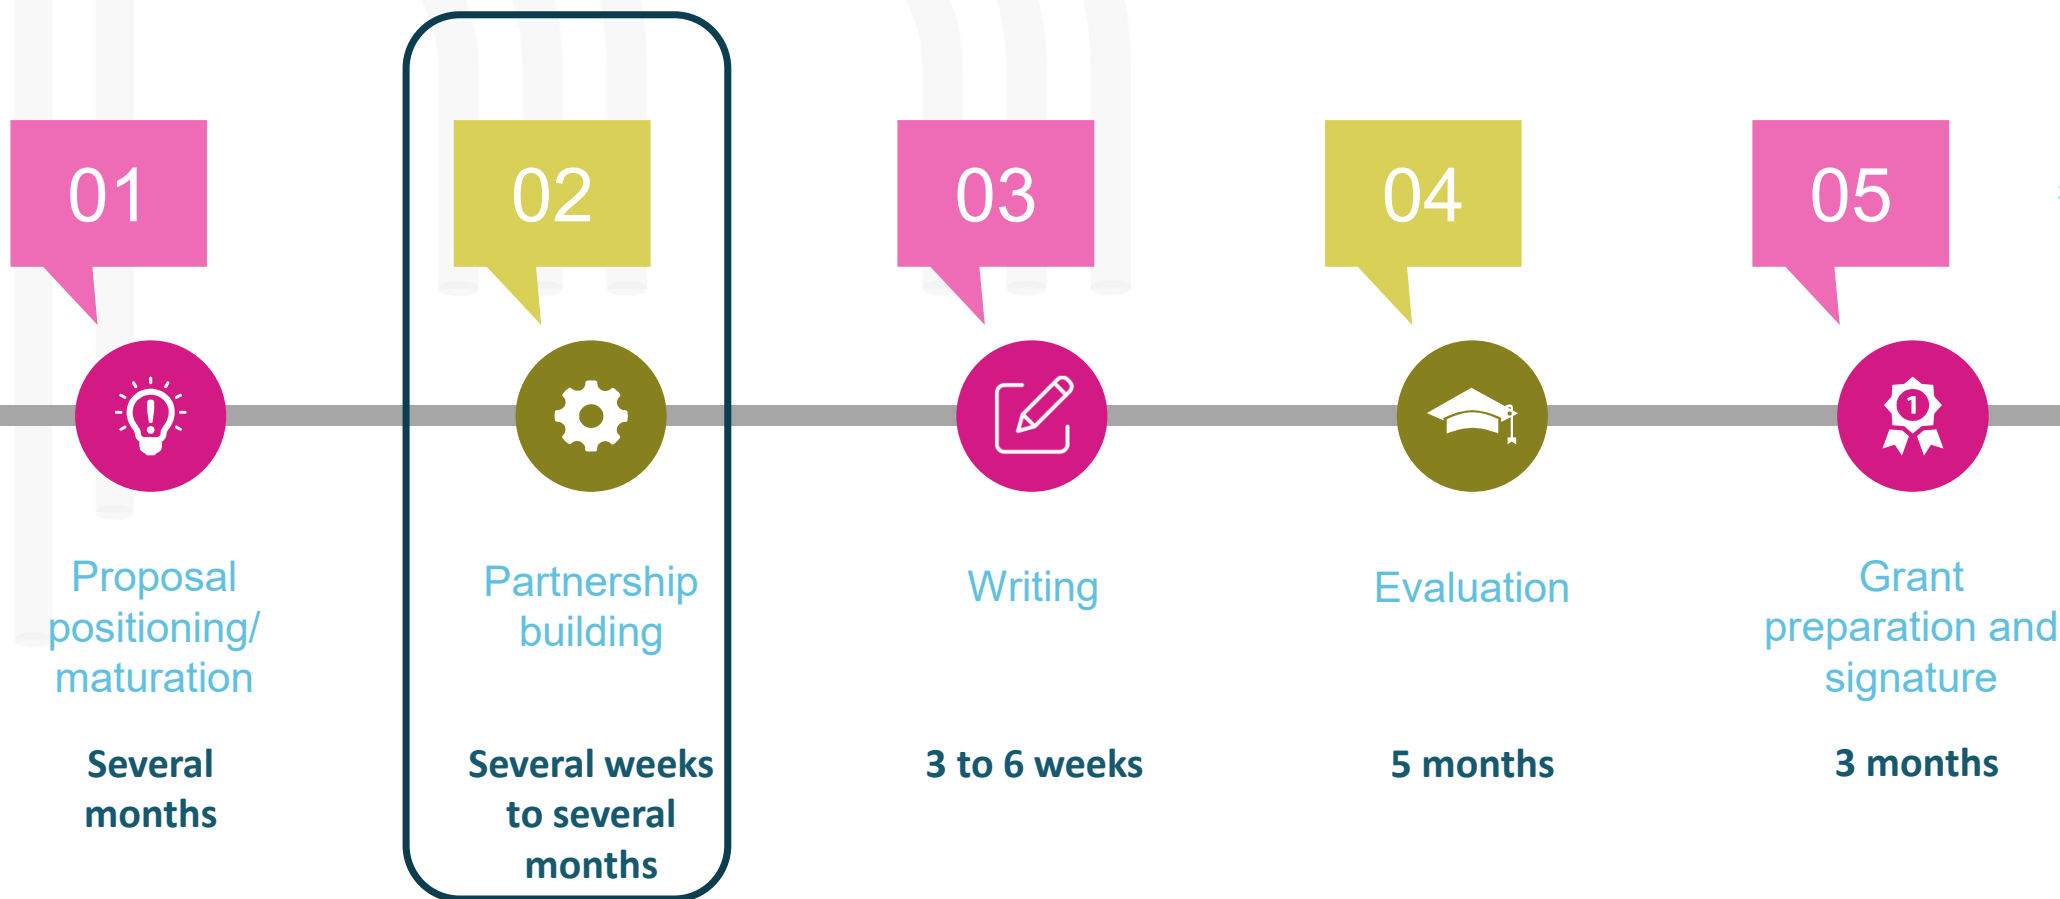 01
02
03
04
05
Proposal
positioning/
maturation
Partnership
building
Writing
Evaluation
Grant
preparation and
signature
Several
months
Several weeks
to several
months
3 to 6 weeks
5 months
3 months